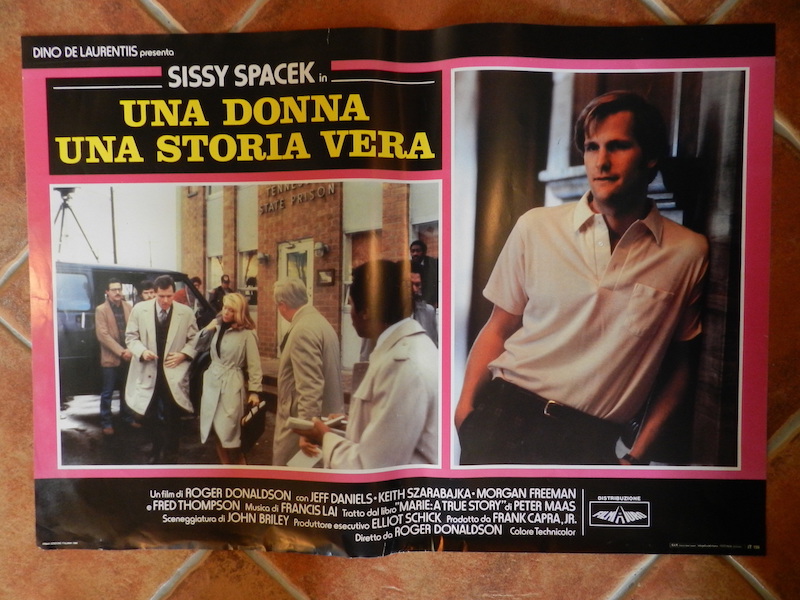 DINO DE LAURENTIIS presenta
SISSY SPACEK in
UNA DONNA
UNA STORIA VERA
TENNESSEE
STATE PRISON
Un film di ROGER DONALDSON con JEFF DANIELS • KEITH SZARABAJKA • MORGAN FREEMAN
e FRED THOMPSON Musica di FRANCIS LAI Tratto dal libro "MARIE: A TRUE STORY" di PETER MAAS
Sceneggiatura di JOHN BRILEY Produttore esecutivo ELLIOT SCHICK Prodotto da FRANK CAPRA, JR.
Diretto da ROGER DONALDSON Colore Technicolor
DISTRIBUZIONE
FILMAURO